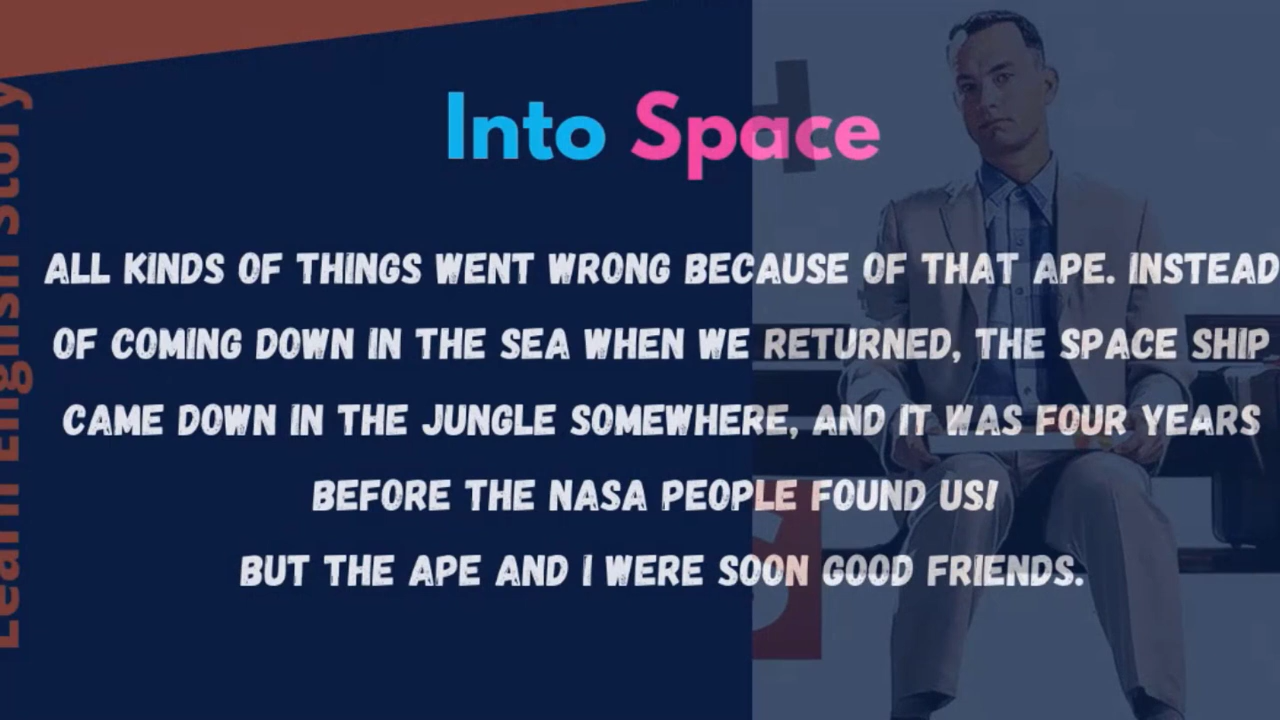 Learn English story
Into Space
ALL KINDS OF THINGS WENT WRONG BECAUSE OF THAT APE. INSTEAD
OF COMING DOWN IN THE SEA WHEN WE RETURNED, THE SPACE SHIP
CAME DOWN IN THE JUNGLE SOMEWHERE, AND IT WAS FOUR YEARS
BEFORE THE NASA PEOPLE FOUND US!
BUT THE APE AND I WERE SOON GOOD FRIENDS.